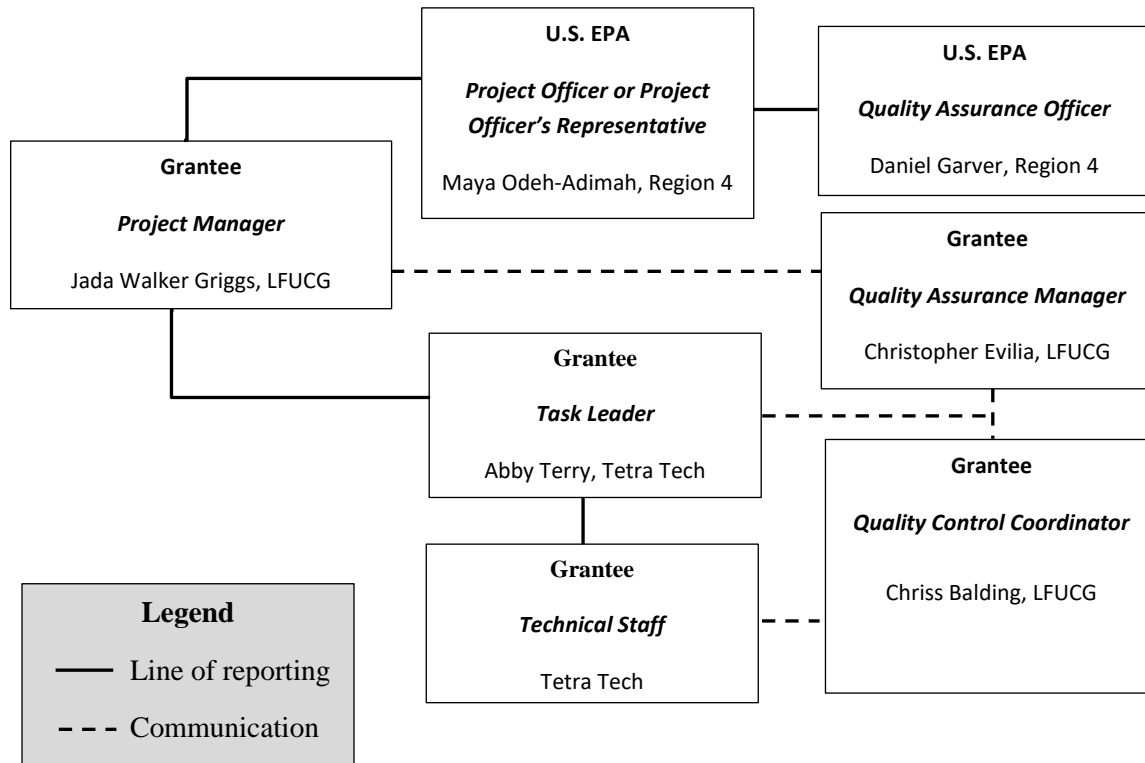 U.S. EPA
Project Officer or Project
Officer's Representative
Maya Odeh-Adimah, Region 4
U.S. EPA
Quality Assurance Officer
Daniel Garver, Region 4
Grantee
Project Manager
Jada Walker Griggs, LFUCG
Grantee
Quality Assurance Manager
Christopher Evilia, LFUCG
Grantee
Task Leader
Abby Terry, Tetra Tech
Grantee
Quality Control Coordinator
Chriss Balding, LFUCG
Grantee
Technical Staff
Tetra Tech
Legend
Line of reporting
Communication